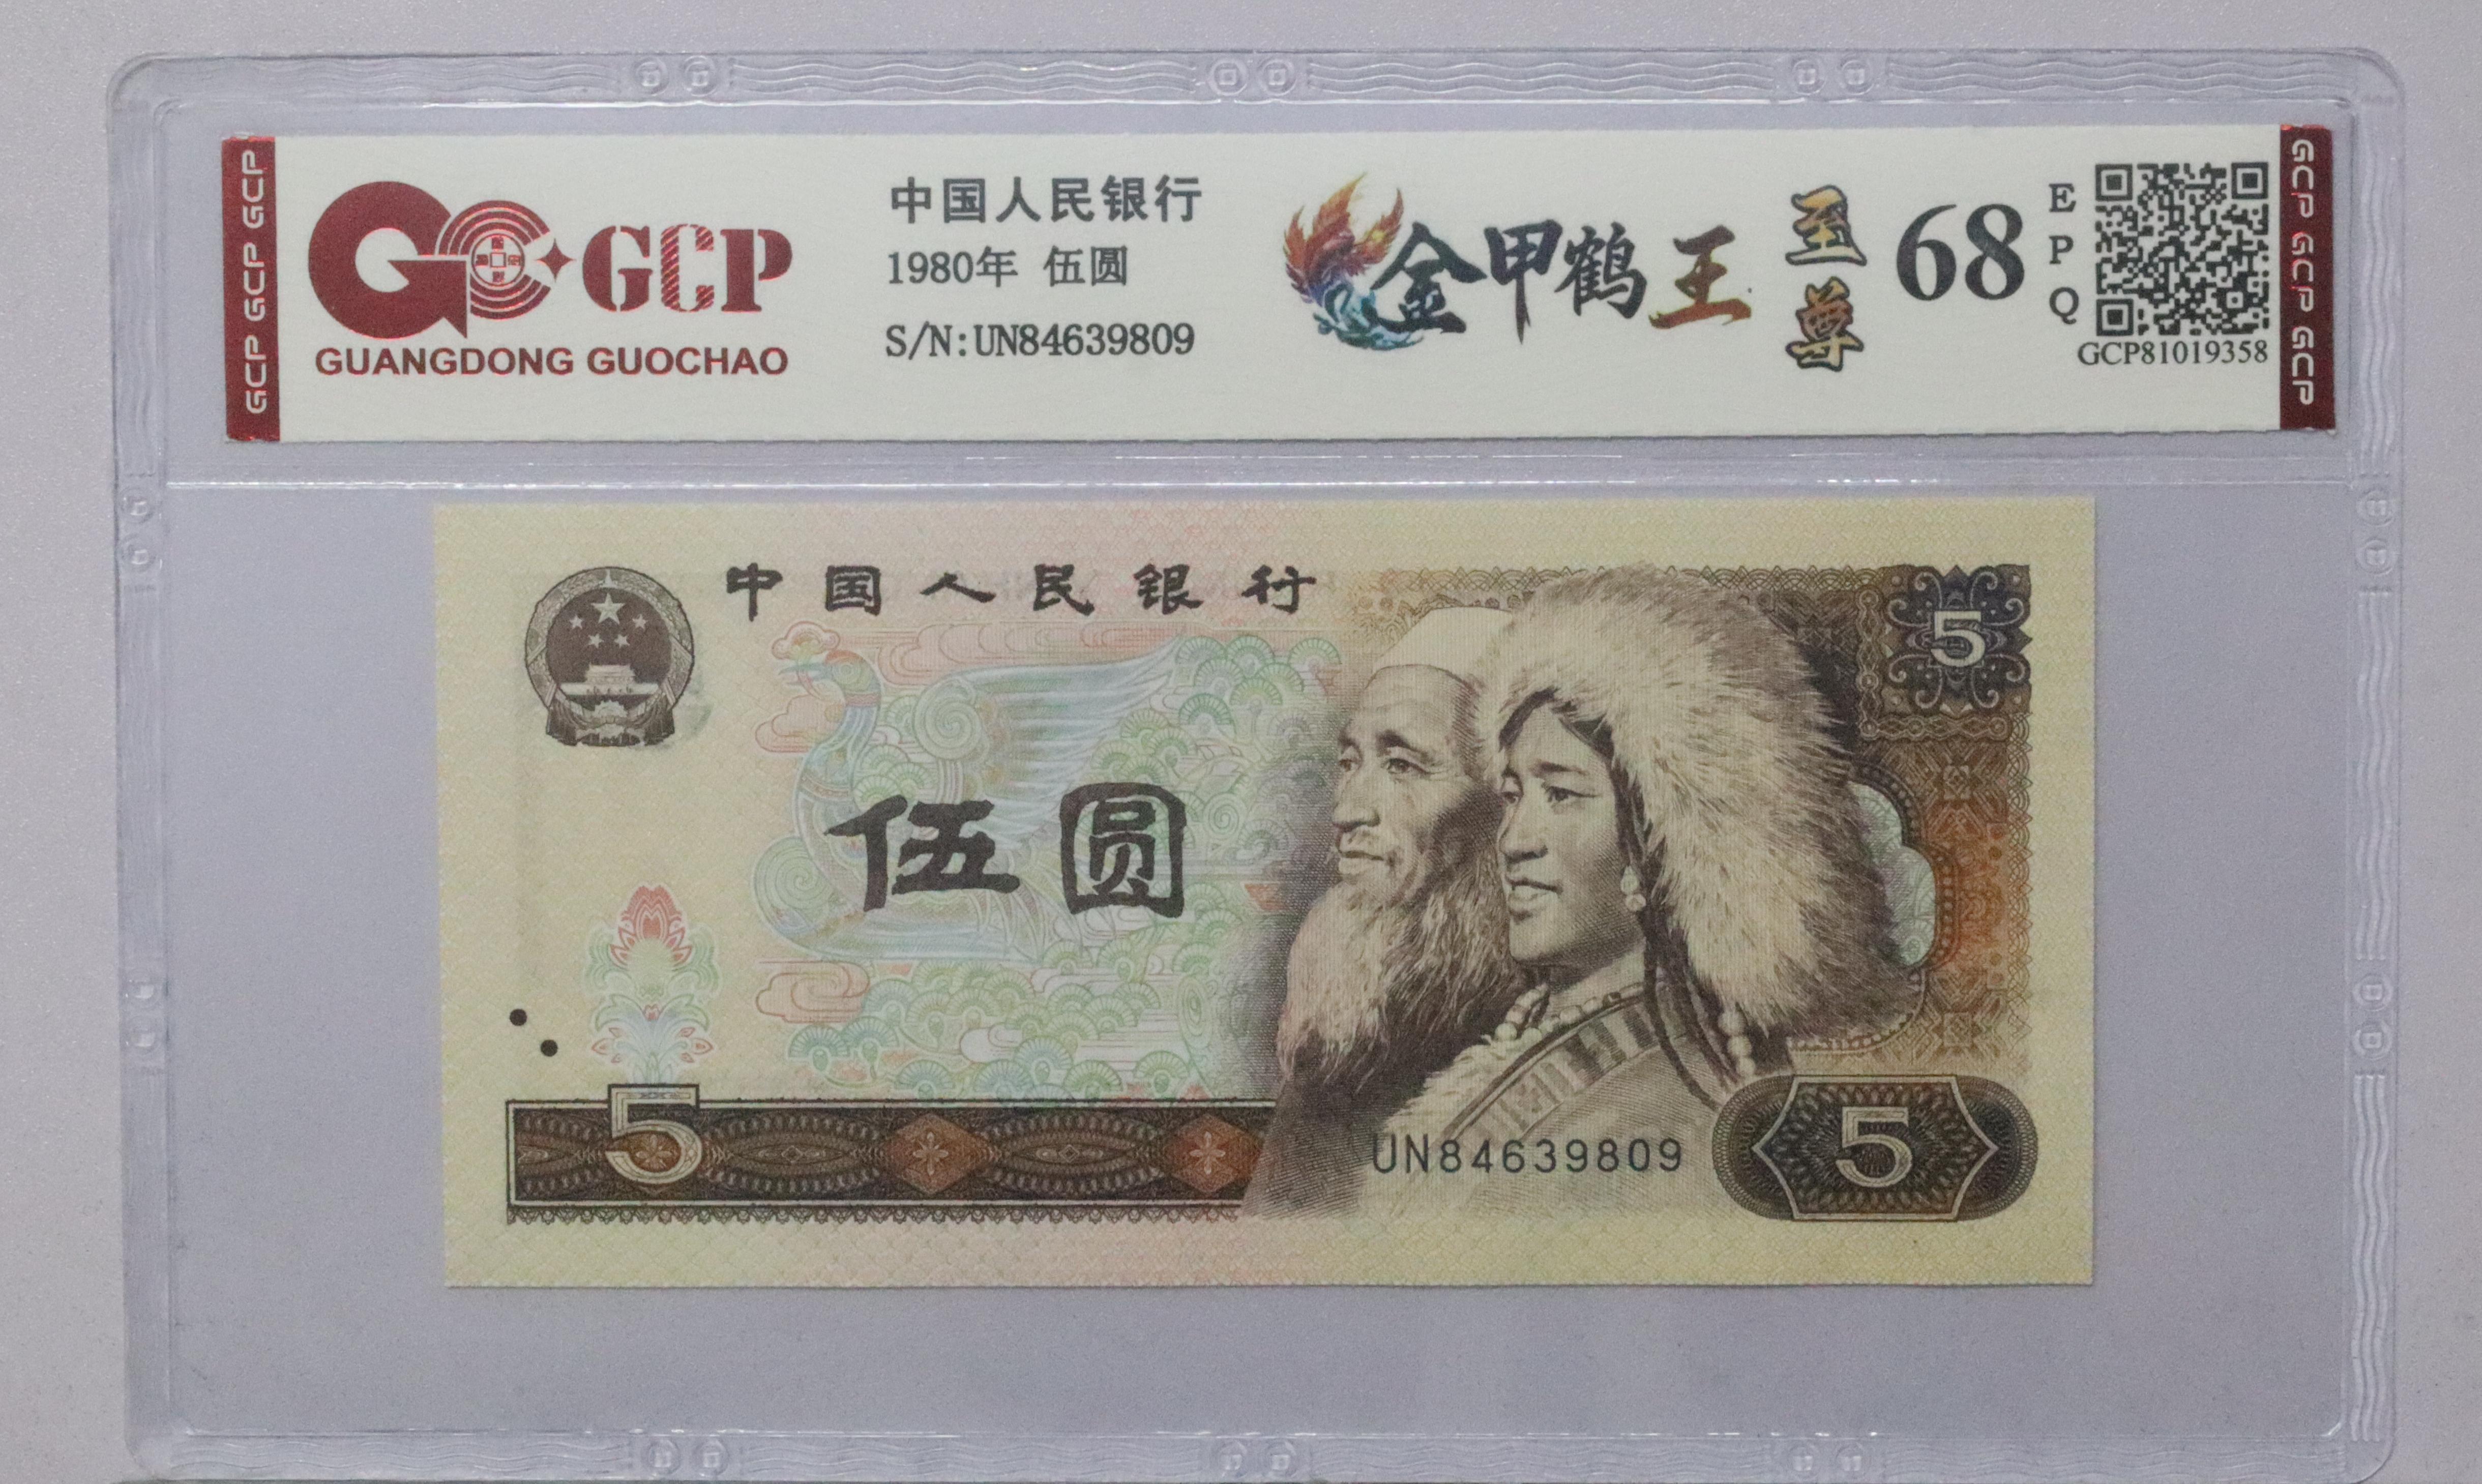 GCP GCP GCP
GCP
GUANGDONG GUOCHAO
中国人民银行
1980年 伍圆
S/N:UN84639809
金甲鹤王
至尊
68
EPQ
GCP81019358
GCP GCP GCP
中国人民银行
5
伍圆
5
UN84639809
5